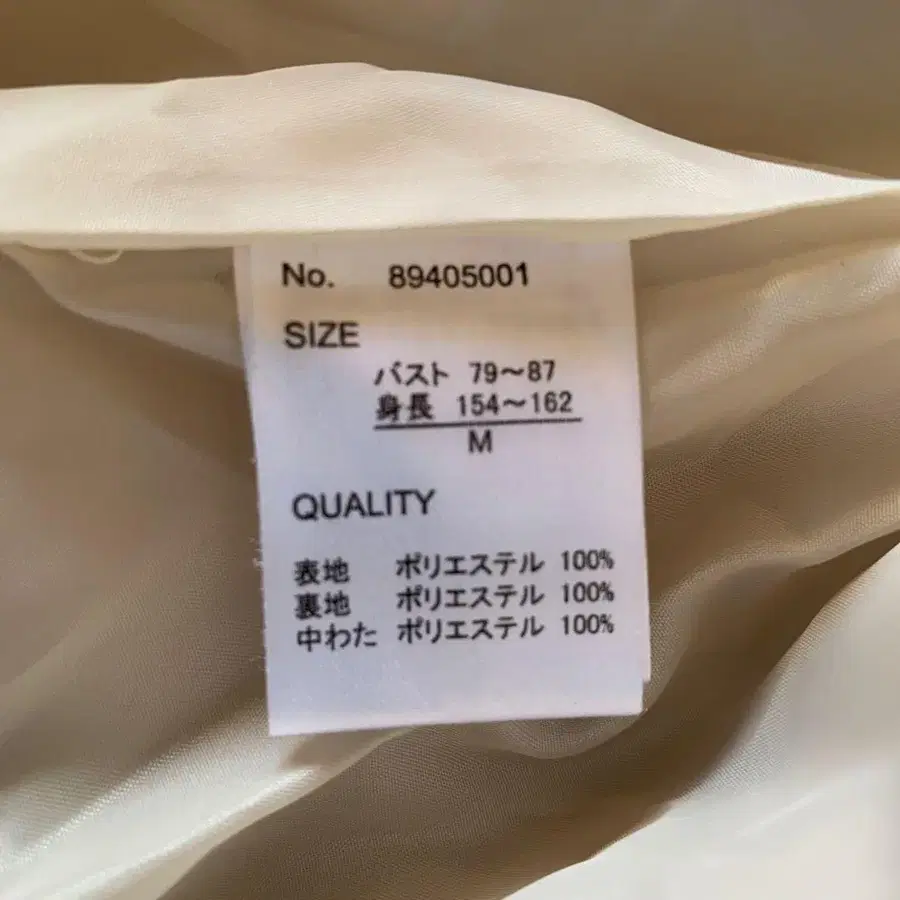 No. 89405001
SIZE
バスト 79～87
身長 154～162
M
QUALITY
表地 ポリエステル 100%
裏地 ポリエステル 100%
中わた ポリエステル 100%